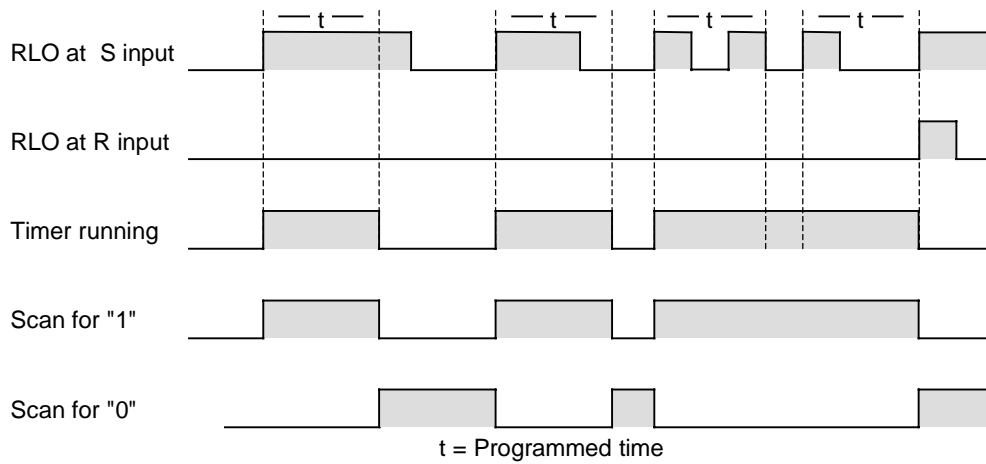 t t t t
RLO at S input
RLO at R input
Timer running
Scan for "1"
Scan for "0"
t = Programmed time